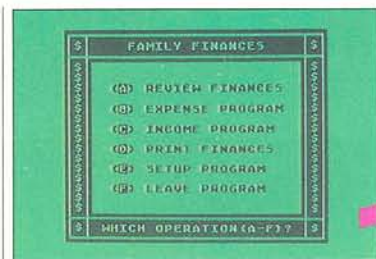 $ FAMILY FINANCES $
(A) REVIEW FINANCES
(B) EXPENSE PROGRAM
(C) INCOME PROGRAM
(D) PRINT FINANCES
(E) SETUP PROGRAM
(F) LEAVE PROGRAM
$ WHICH OPERATION(A-F)? $